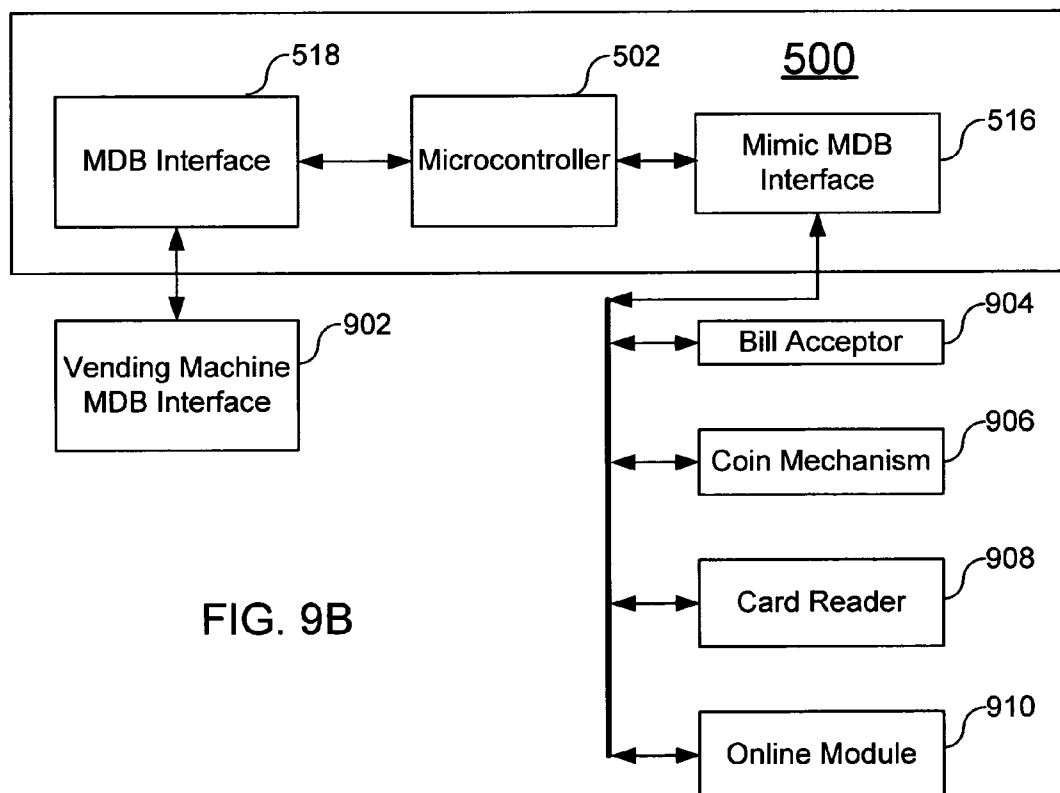 518
502
500
516
MDB Interface
Microcontroller
Mimic MDB
Interface
902
904
Vending Machine
MDB Interface
Bill Acceptor
906
Coin Mechanism
908
Card Reader
FIG. 9B
910
Online Module